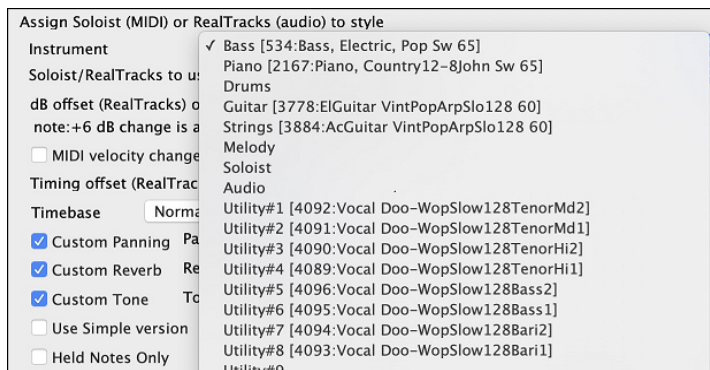 Assign Soloist (MIDI) or RealTracks (audio) to style
Instrument
✓ Bass [534:Bass, Electric, Pop Sw 65]
Piano [2167:Piano, Country12-8John Sw 65]
Soloist/RealTracks to us
Drums
dB offset (RealTracks) o
Guitar [3778:ElGuitar VintPopArpSlo128 60]
note:+6 dB change is a
Strings [3884:AcGuitar VintPopArpSlo128 60]
Melody
MIDI velocity change
Soloist
Timing offset (RealTrac
Audio
Timebase Norma
Utility#1 [4092:Vocal Doo-WopSlow128TenorMd2]
Utility#2 [4091:Vocal Doo-WopSlow128TenorMd1]
Custom Panning Pa
Utility#3 [4090:Vocal Doo-WopSlow128TenorHi2]
Custom Reverb Re
Utility#4 [4089:Vocal Doo-WopSlow128TenorHi1]
Custom Tone To
Utility#5 [4096:Vocal Doo-WopSlow128Bass2]
Utility#6 [4095:Vocal Doo-WopSlow128Bass1]
Use Simple version
Utility#7 [4094:Vocal Doo-WopSlow128Bari2]
Held Notes Only
Utility#8 [4093:Vocal Doo-WopSlow128Bari1]